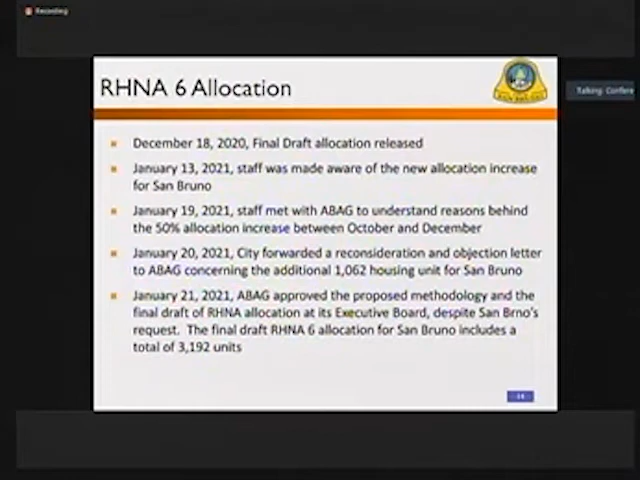 Recording
RHNA 6 Allocation
Talking: Confere
December 18, 2020, Final Draft allocation released
January 13, 2021, staff was made aware of the new allocation increase
for San Bruno
January 19, 2021, staff met with ABAG to understand reasons behind
the 50% allocation increase between October and December
January 20, 2021, City forwarded a reconsideration and objection letter
to ABAG concerning the additional 1,062 housing unit for San Bruno
January 21, 2021, ABAG approved the proposed methodology and the
final draft of RHNA allocation at its Executive Board, despite San Brno's
request. The final draft RHNA 6 allocation for San Bruno includes a
total of 3,192 units
14